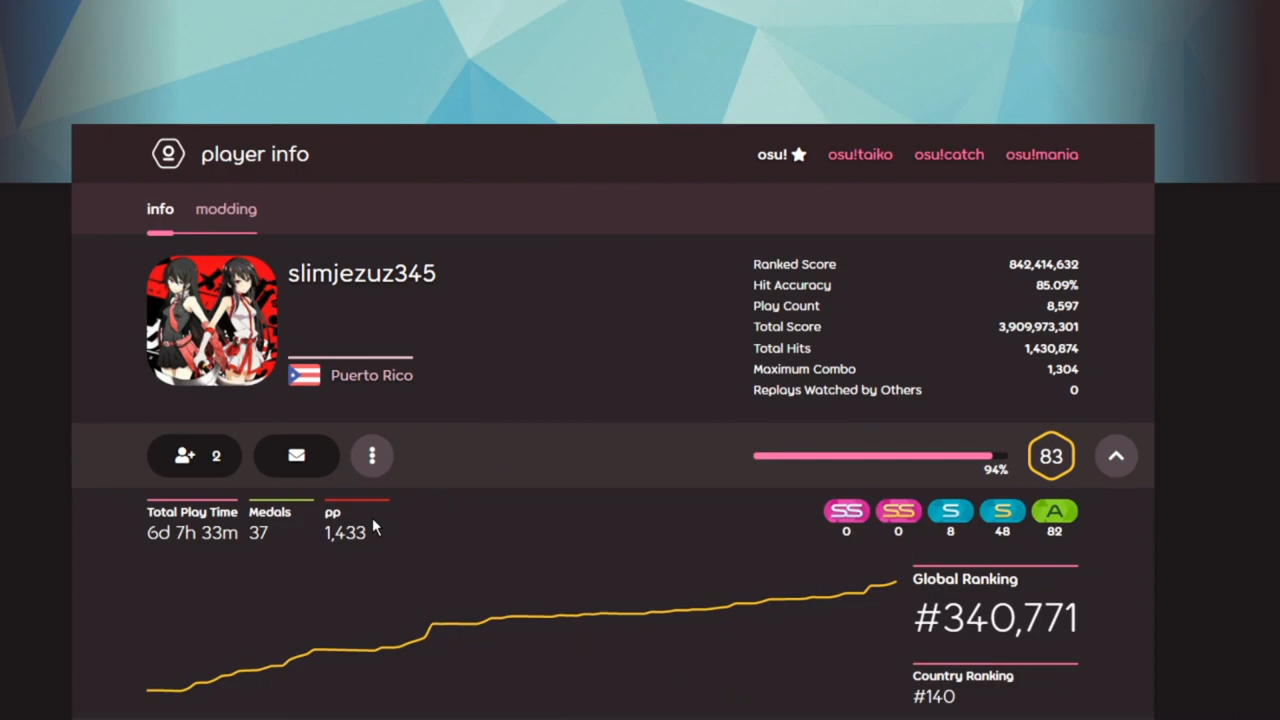 player info
osu! osu!taiko osu!catch osu!mania
info modding
slimjezuz345
Puerto Rico
Ranked Score 842,414,632
Hit Accuracy 85.09%
Play Count 8,597
Total Score 3,909,973,301
Total Hits 1,430,874
Maximum Combo 1,304
Replays Watched by Others 0
2
94%
83
Total Play Time Medals pp
6d 7h 33m 37 1,433
SS SS S S A
0 0 8 48 82
Global Ranking
#340,771
Country Ranking
#140